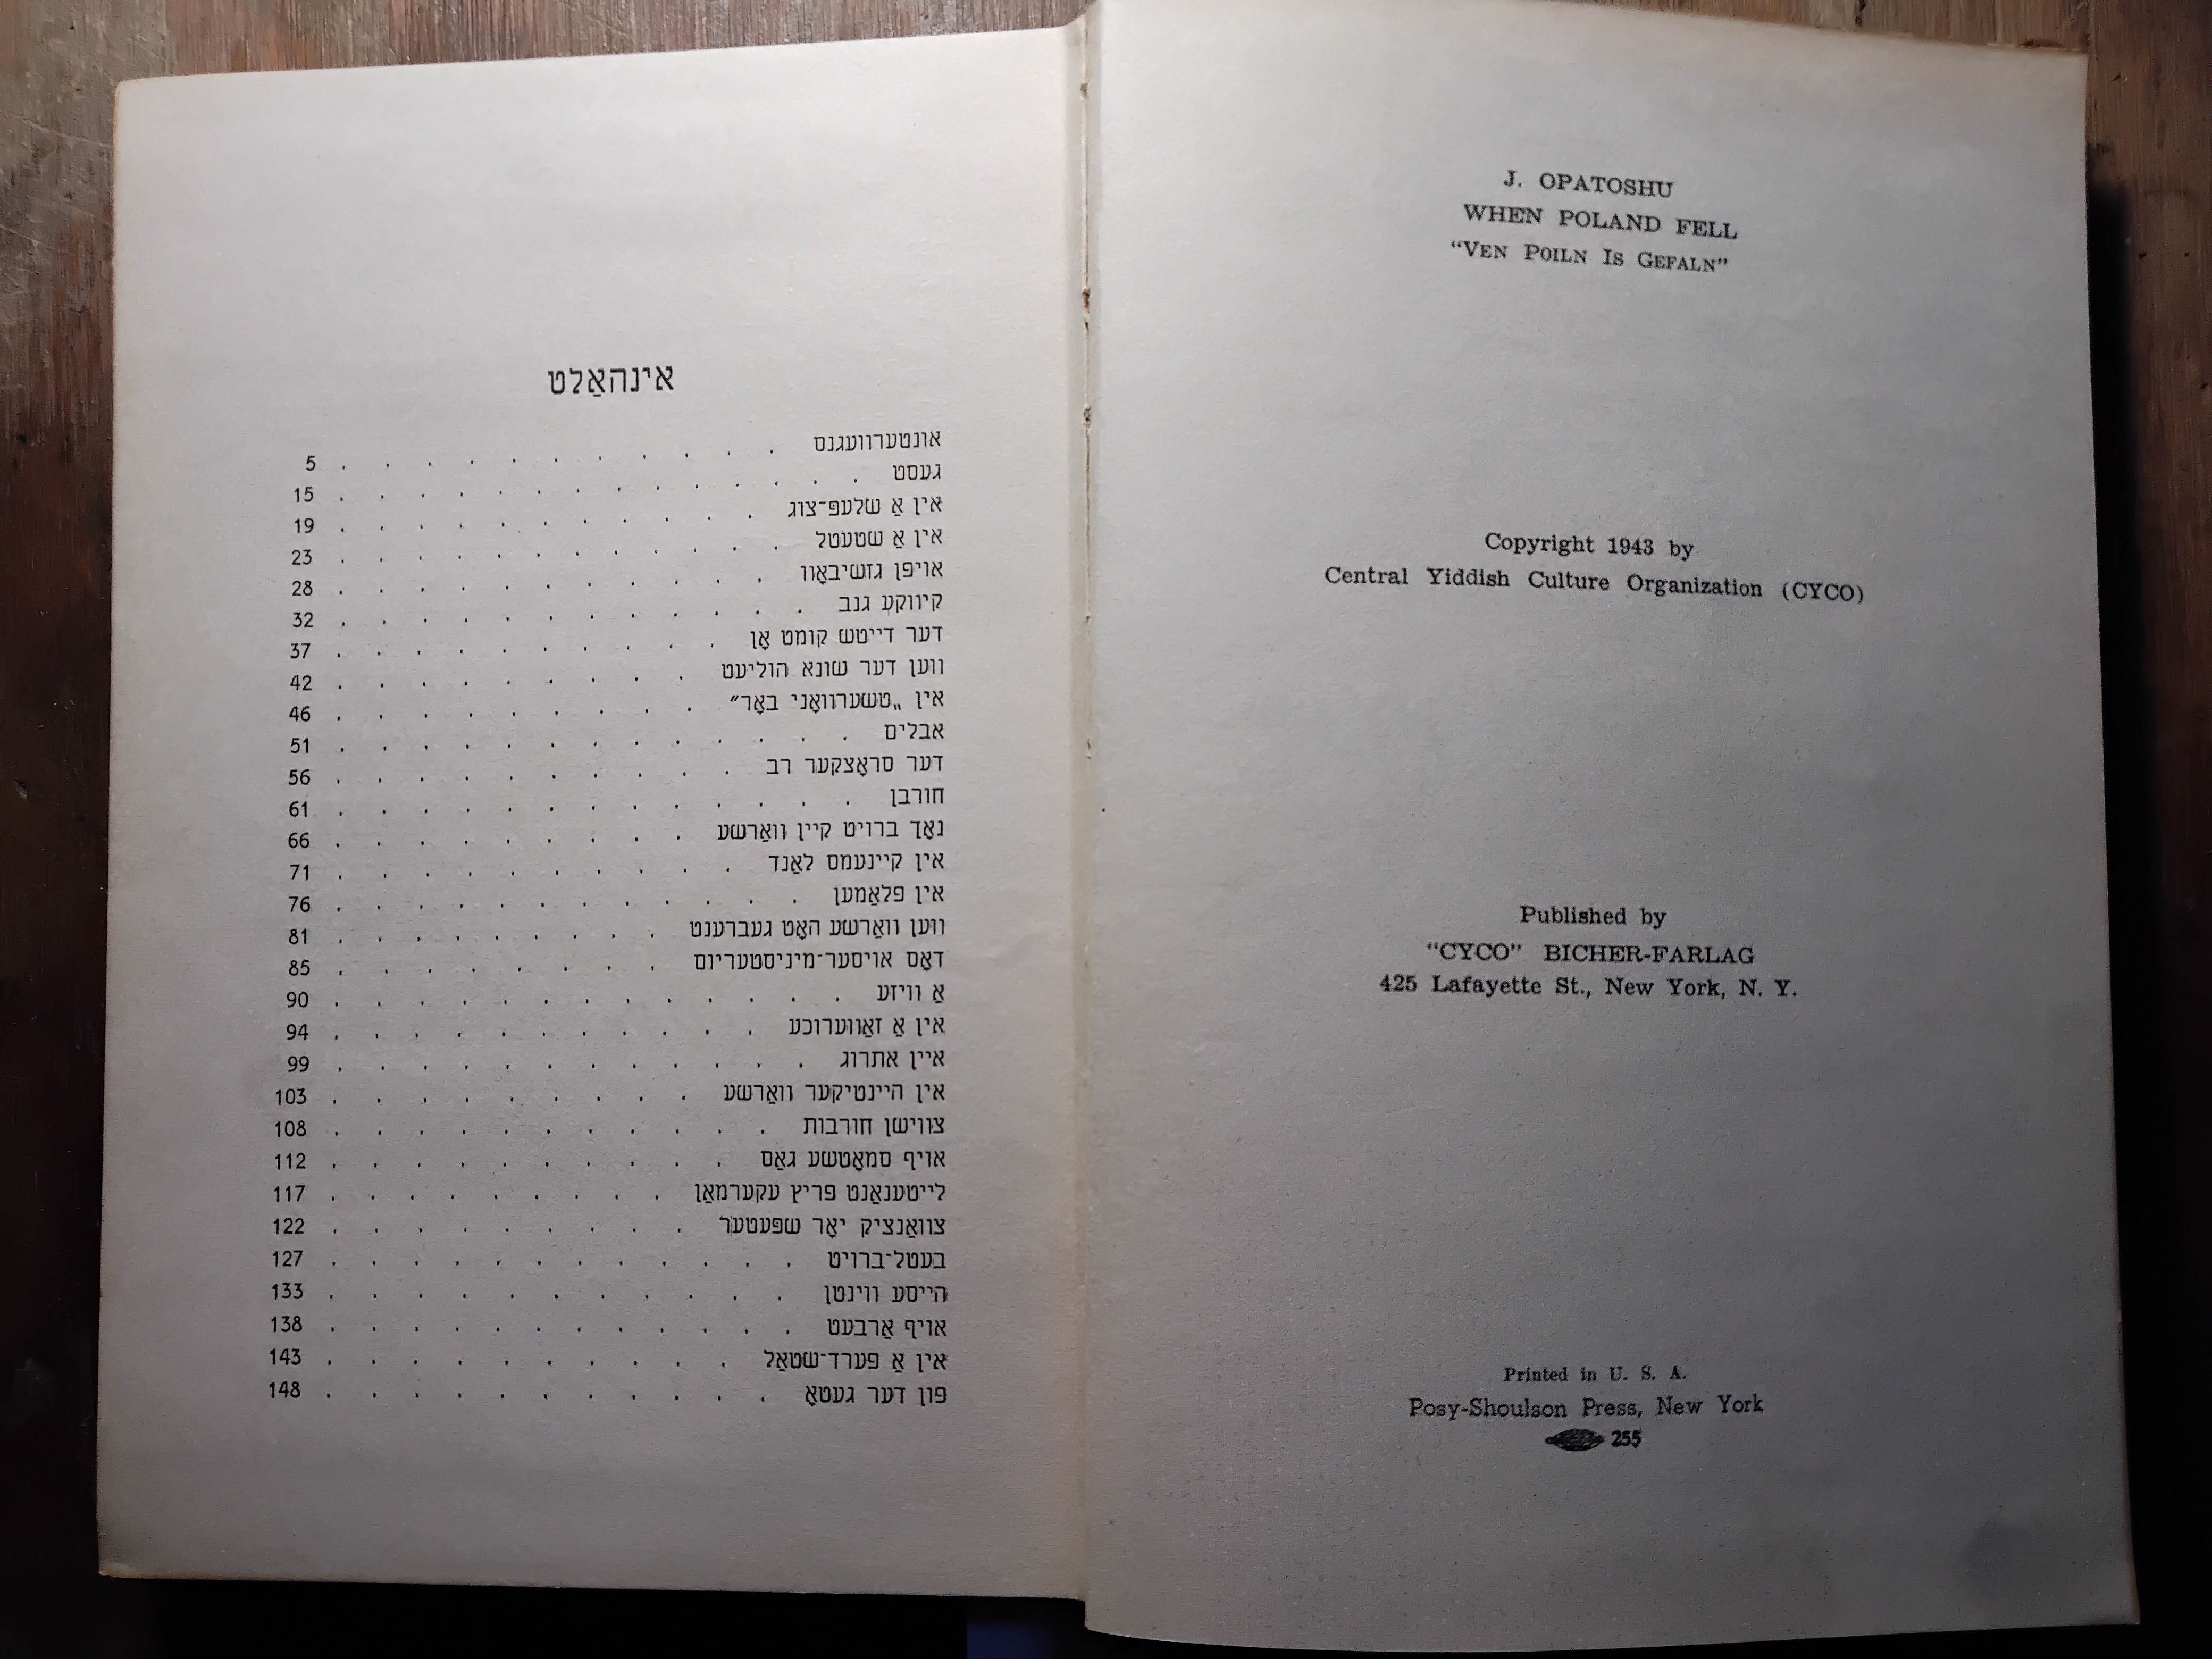 אינהאַלט
אונטערוועגנס . . . . . . . . . . . 5
געסט . . . . . . . . . . . . . 15
אין אַ שלעפּ־צוג . . . . . . . . . . . 19
אין אַ שטעטל . . . . . . . . . . . 23
אויפן גזשיבאָוו . . . . . . . . . . . 28
קיווקע גנב . . . . . . . . . . . . 32
דער דייטש קומט אָן . . . . . . . . . . 37
ווען דער שונא הוליעט . . . . . . . . . 42
אין „טשערוואָני באָר״ . . . . . . . . . 46
אבלים . . . . . . . . . . . . . 51
דער סראָצקער רב . . . . . . . . . . 56
חורבן . . . . . . . . . . . . . 61
נאָך ברויט קיין וואַרשע . . . . . . . . . 66
אין קיינעמס לאַנד . . . . . . . . . . 71
אין פלאַמען . . . . . . . . . . . . 76
ווען וואַרשע האָט געברענט . . . . . . . . 81
דאָס אויסער־מיניסטעריום . . . . . . . . 85
אַ וויזע . . . . . . . . . . . . . 90
אין אַ זאַווערוכע . . . . . . . . . . . 94
איין אתרוג . . . . . . . . . . . . 99
אין היינטיקער וואַרשע . . . . . . . . . 103
צווישן חורבות . . . . . . . . . . . 108
אויף סמאָטשע גאַס . . . . . . . . . . 112
לייטענאַנט פריץ עקערמאַן . . . . . . . . 117
צוואַנציק יאָר שפּעטער . . . . . . . . . 122
בעטל־ברויט . . . . . . . . . . . . 127
הייסע ווינטן . . . . . . . . . . . 133
אויף אַרבעט . . . . . . . . . . . . 138
אין אַ פערד־שטאַל . . . . . . . . . . 143
פון דער געטאָ . . . . . . . . . . . 148
J. OPATOSHU
WHEN POLAND FELL
"VEN POILN IS GEFALN"
Copyright 1943 by
Central Yiddish Culture Organization (CYCO)
Published by
"CYCO" BICHER-FARLAG
425 Lafayette St., New York, N. Y.
Printed in U. S. A.
Posy-Shoulson Press, New York
255